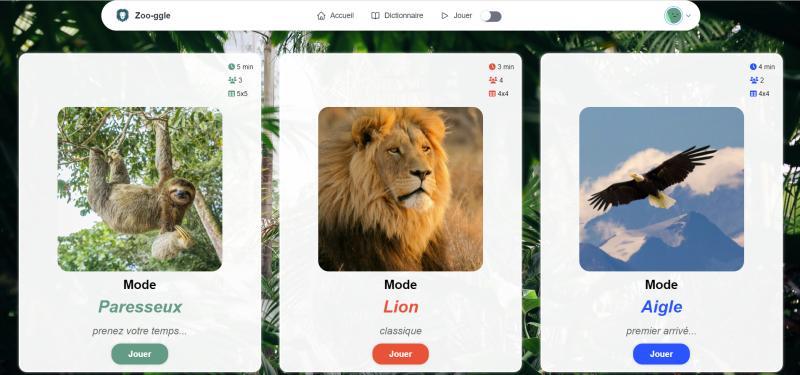 Zoo-ggle
Accueil
Dictionnaire
Jouer
5 min
3
5x5
Mode
Paresseux
prenez votre temps...
Jouer
3 min
4
4x4
Mode
Lion
classique
Jouer
4 min
2
4x4
Mode
Aigle
premier arrivé...
Jouer